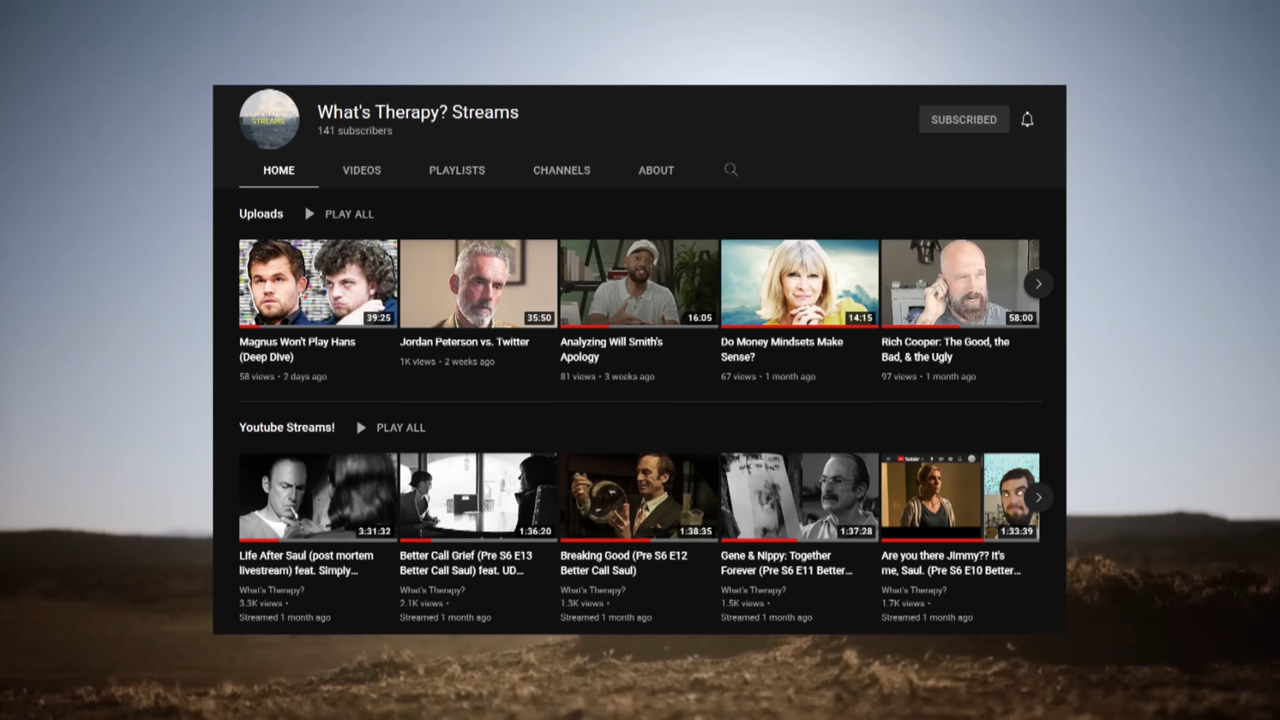 What's Therapy? Streams
141 subscribers
SUBSCRIBED
STREAMS
HOME VIDEOS PLAYLISTS CHANNELS ABOUT
Uploads PLAY ALL
39:25 35:50 16:05 14:15 58:00
Magnus Won't Play Hans
(Deep Dive)
58 views • 2 days ago
Jordan Peterson vs. Twitter
1K views • 2 weeks ago
Analyzing Will Smith's
Apology
81 views • 3 weeks ago
Do Money Mindsets Make
Sense?
67 views • 1 month ago
Rich Cooper: The Good, the
Bad, & the Ugly
97 views • 1 month ago
Youtube Streams! PLAY ALL
3:31:32 1:36:20 1:38:35 1:37:28 1:33:39
Life After Saul (post mortem
livestream) feat. Simply...
What's Therapy?
3.3K views •
Streamed 1 month ago
Better Call Grief (Pre S6 E13
Better Call Saul) feat. UD...
What's Therapy?
2.1K views •
Streamed 1 month ago
Breaking Good (Pre S6 E12
Better Call Saul)
What's Therapy?
1.3K views •
Streamed 1 month ago
Gene & Nippy: Together
Forever (Pre S6 E11 Better...
What's Therapy?
1.5K views •
Streamed 1 month ago
Are you there Jimmy?? It's
me, Saul. (Pre S6 E10 Better...
What's Therapy?
1.7K views •
Streamed 1 month ago